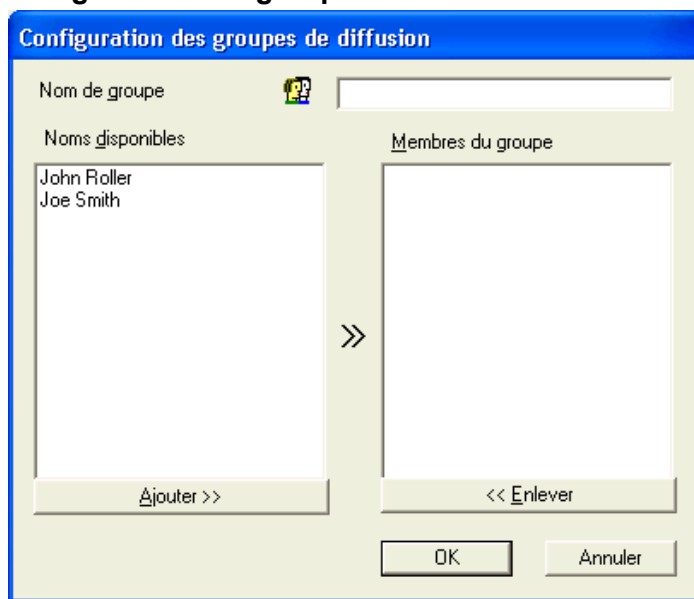 Configuration des groupes de diffusion
Nom de groupe
Noms disponibles
Membres du groupe
John Roller
Joe Smith
>>
Ajouter >>
<< Enlever
OK
Annuler